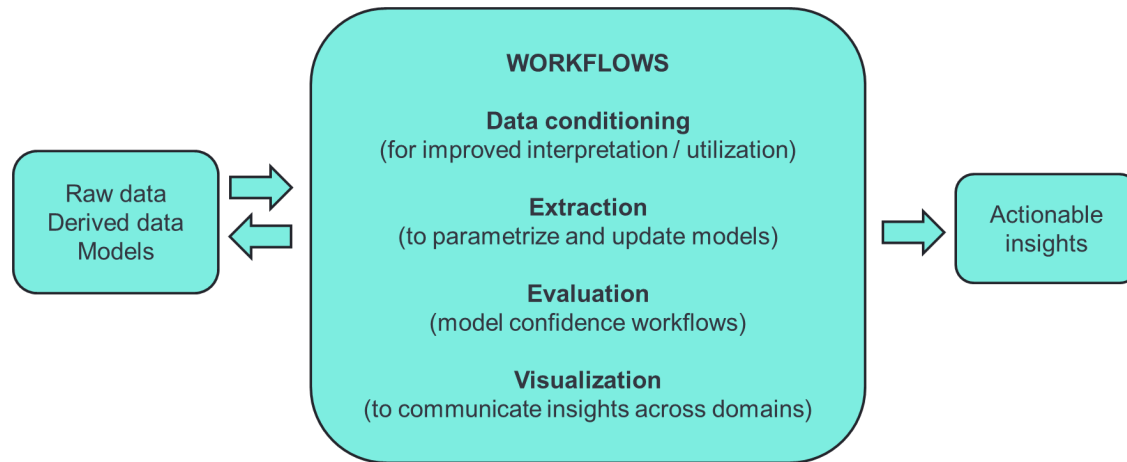 WORKFLOWS
Data conditioning
(for improved interpretation / utilization)
Extraction
(to parametrize and update models)
Evaluation
(model confidence workflows)
Visualization
(to communicate insights across domains)
Raw data
Derived data
Models
Actionable
insights